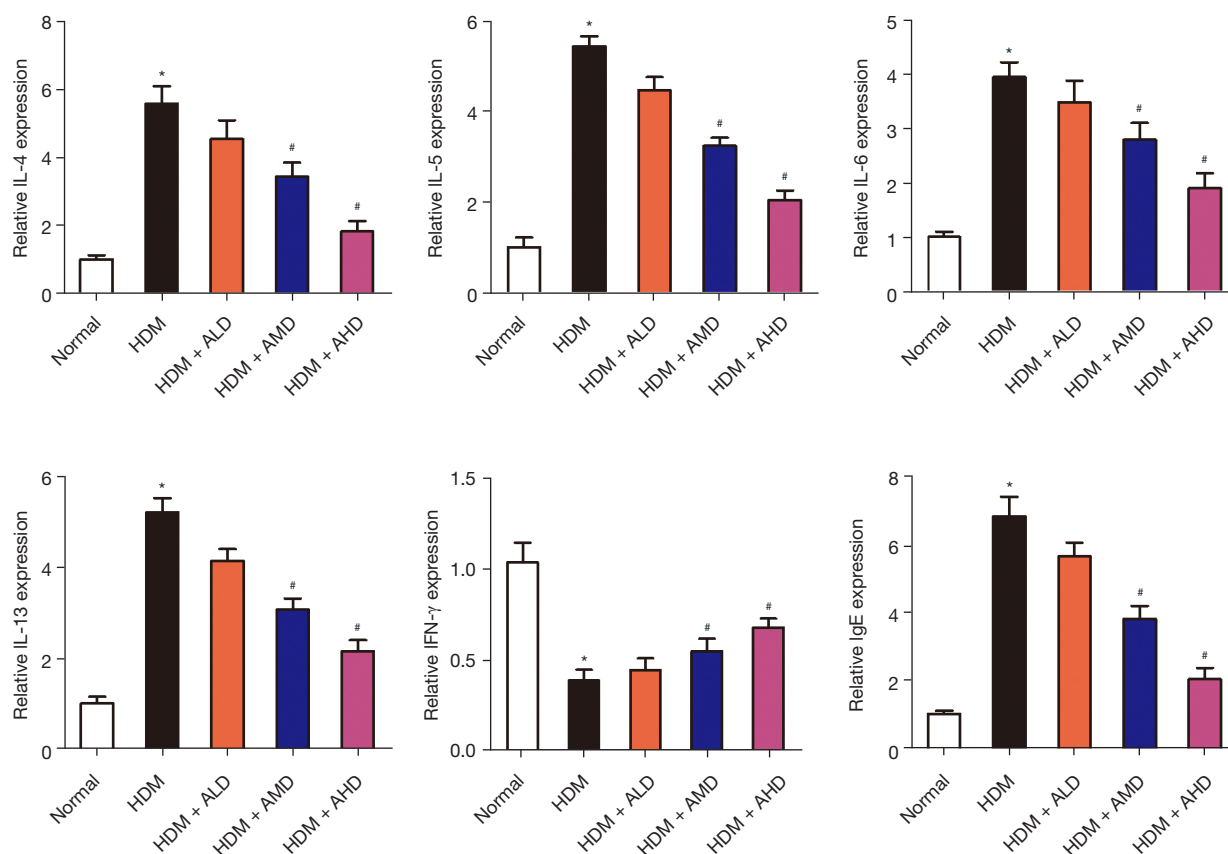 Relative IL-4 expression
8
6
4
2
0
*
#
#
Normal
HDM
HDM + ALD
HDM + AMD
HDM + AHD
Relative IL-5 expression
6
4
2
0
*
#
#
Normal
HDM
HDM + ALD
HDM + AMD
HDM + AHD
Relative IL-6 expression
5
4
3
2
1
0
*
#
#
Normal
HDM
HDM + ALD
HDM + AMD
HDM + AHD
Relative IL-13 expression
6
4
2
0
*
#
#
Normal
HDM
HDM + ALD
HDM + AMD
HDM + AHD
Relative IFN-γ expression
1.5
1.0
0.5
0.0
*
#
#
Normal
HDM
HDM + ALD
HDM + AMD
HDM + AHD
Relative IgE expression
8
6
4
2
0
*
#
#
Normal
HDM
HDM + ALD
HDM + AMD
HDM + AHD